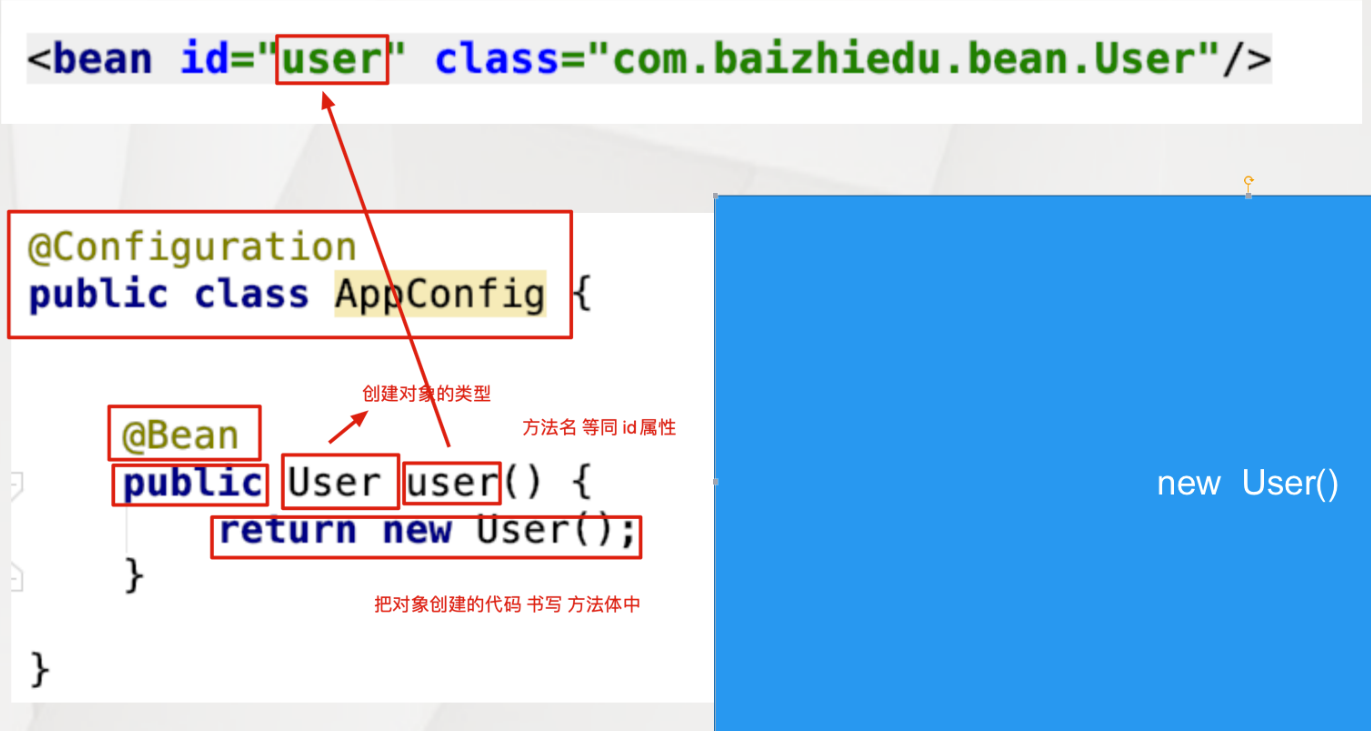 <bean id="user" class="com.baizhiedu.bean.User"/>
@Configuration
public class AppConfig {
创建对象的类型
@Bean
方法名 等同 id属性
public User user() {
return new User();
}
把对象创建的代码 书写 方法体中
}
new User()